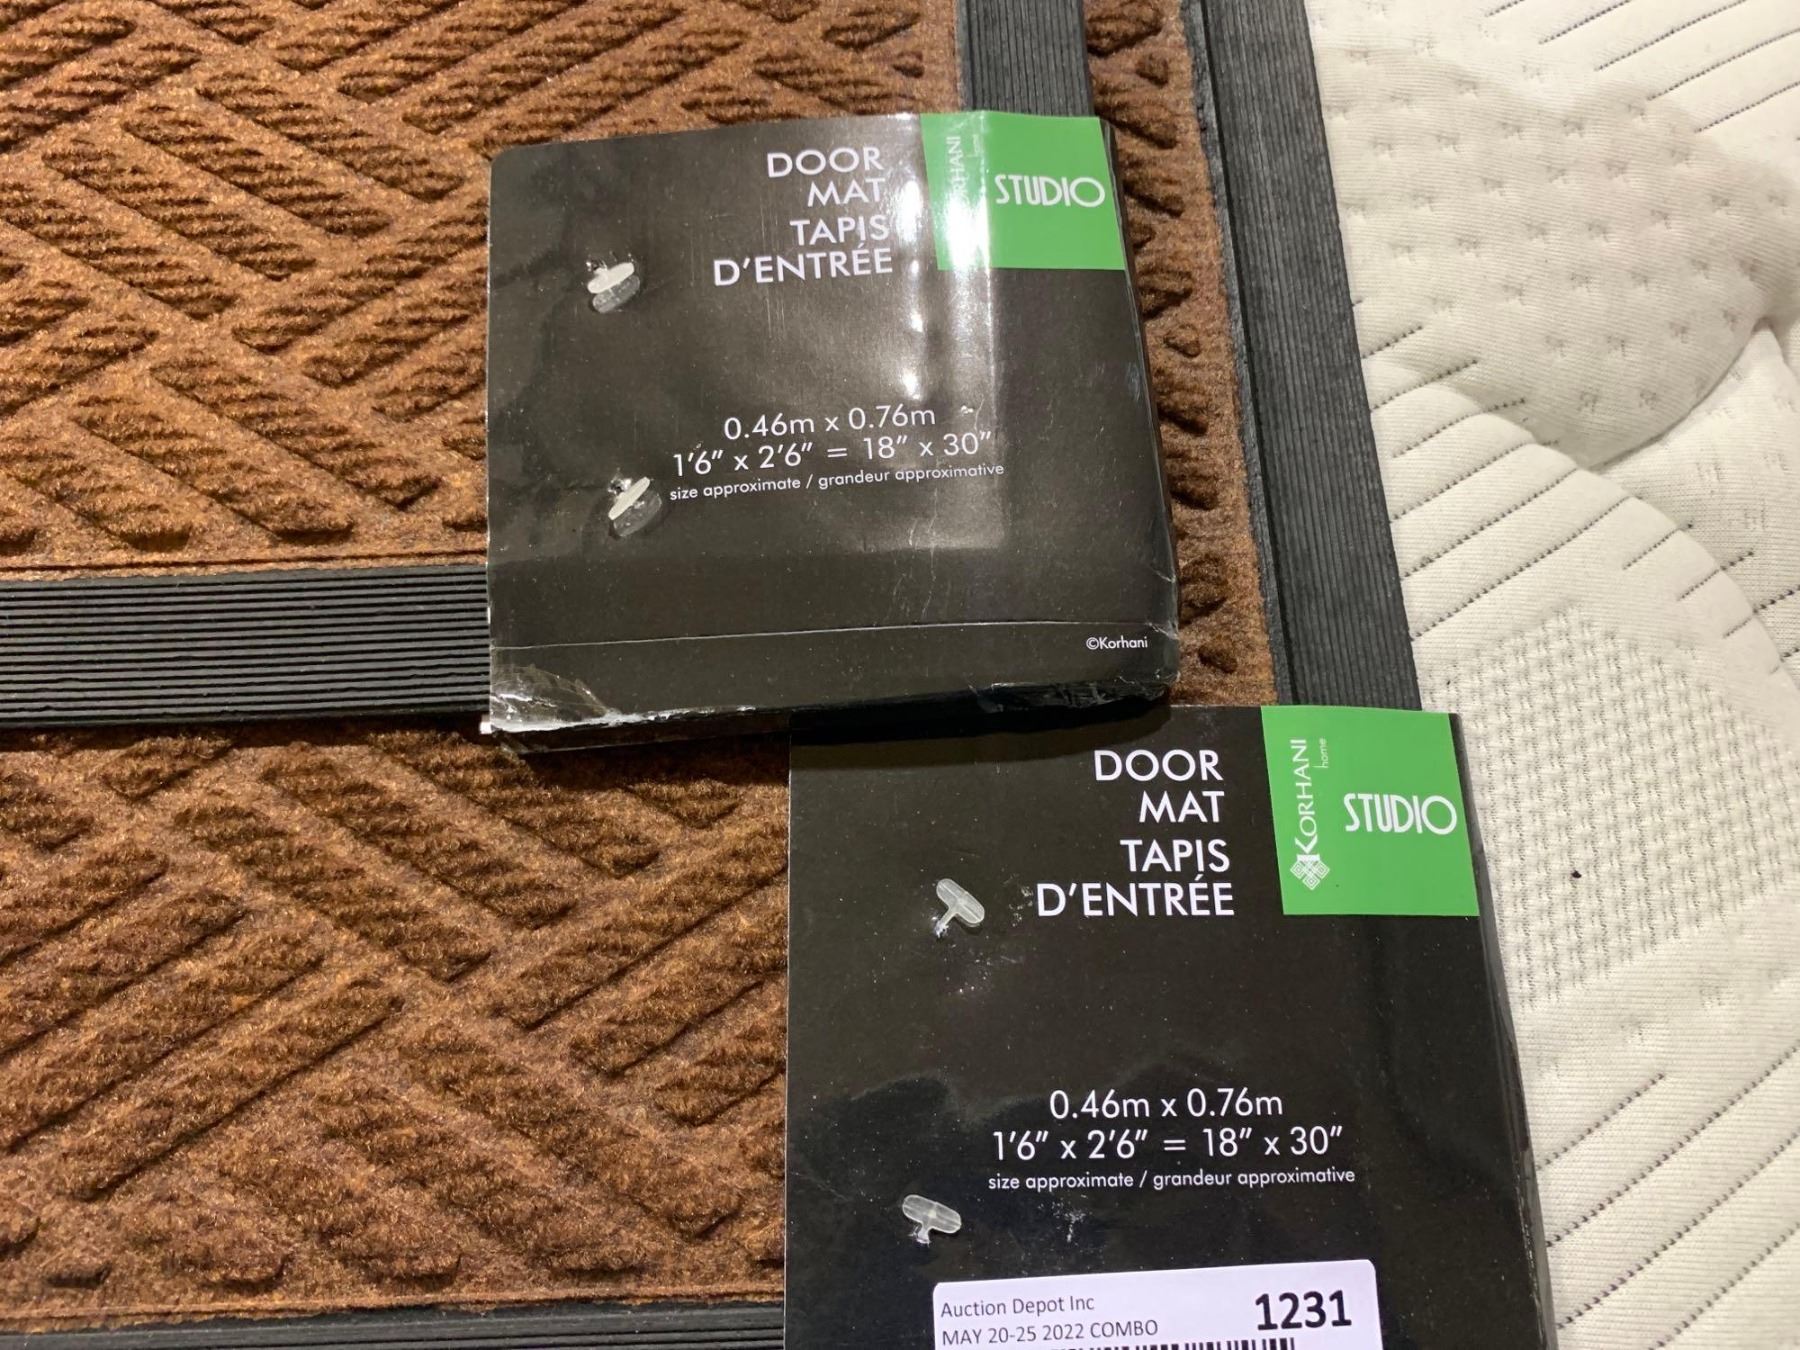 DOOR
MAT
TAPIS
D'ENTRÉE
RHANI
home
STUDIO
0.46m x 0.76m
1'6" x 2'6" = 18" x 30"
size approximate / grandeur approximative
©Korhani
DOOR
MAT
TAPIS
D'ENTRÉE
KORHANI
home
STUDIO
0.46m x 0.76m
1'6" x 2'6" = 18" x 30"
size approximate / grandeur approximative
Auction Depot Inc
1231
MAY 20-25 2022 COMBO